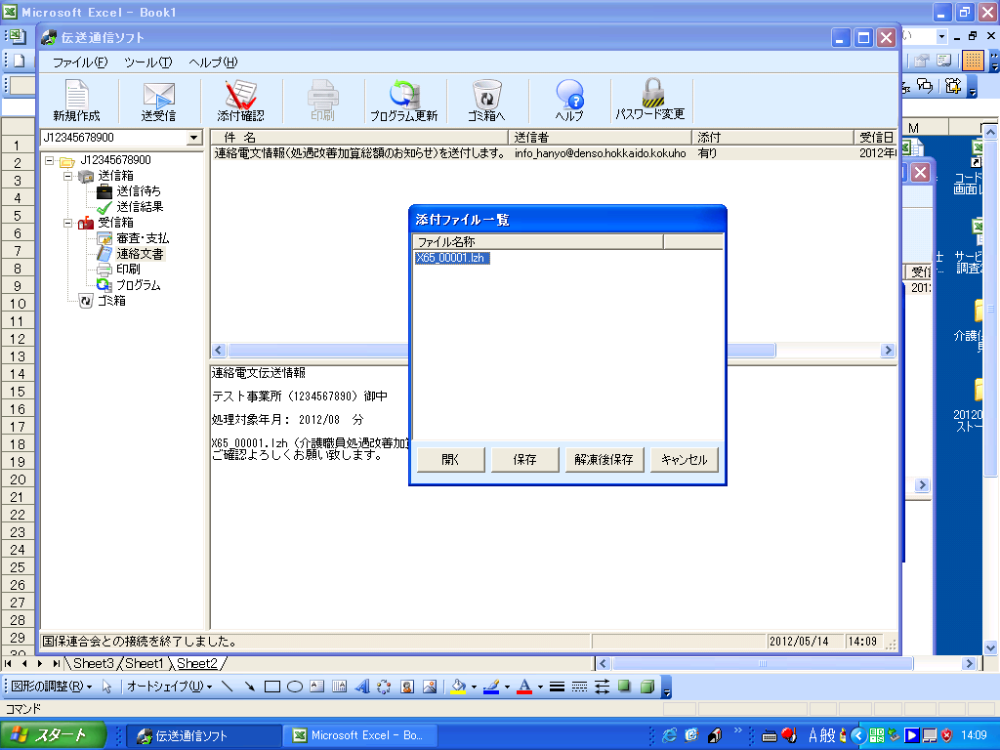 Microsoft Excel - Book1
伝送通信ソフト
ファイル(F) ツール(T) ヘルプ(H)
新規作成 送受信 添付確認 印刷 プログラム更新 ゴミ箱へ ヘルプ パスワード変更
J12345678900
件 名 送信者 添付 受信日
連絡電文情報(処遇改善加算総額のお知らせ)を送付します。 info_hanyo@denso.hokkaido.kokuho 有り 2012年
J12345678900
送信箱
送信待ち
送信結果
受信箱
審査・支払
連絡文書
印刷
プログラム
ゴミ箱
添付ファイル一覧
ファイル名称
X65_00001.lzh
開く 保存 解凍後保存 キャンセル
連絡電文伝送情報
テスト事業所（1234567890）御中
処理対象年月： 2012/08 分
X65_00001.lzh（介護職員処遇改善加
ご確認よろしくお願い致します。
国保連合会との接続を終了しました。 2012/05/14 14:09
M
コード
画面
サービ
調査
受信
2012
介護
20120
ストー
1
2
3
4
5
6
7
8
9
10
11
12
13
14
15
16
17
18
19
20
21
22
23
24
25
26
27
28
29
30
Sheet3 Sheet1 Sheet2
図形の調整(R) オートシェイプ(U)
コマンド
スタート 伝送通信ソフト Microsoft Excel - Bo... A 般 14:09